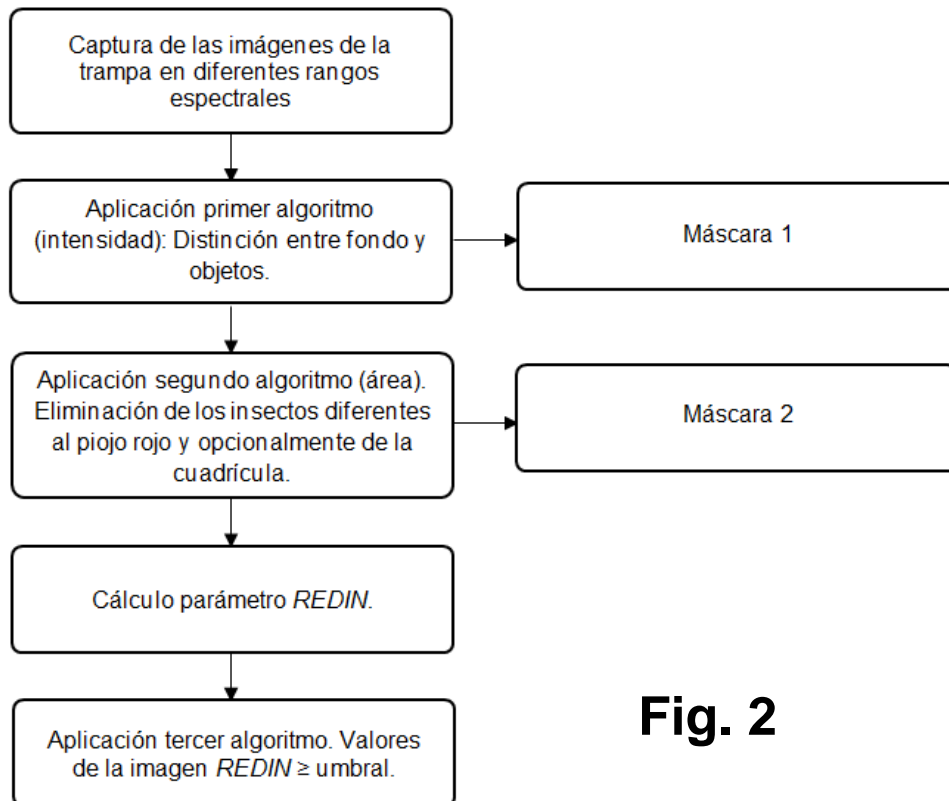 Captura de las imágenes de la
trampa en diferentes rangos
espectrales
Aplicación primer algoritmo
(intensidad): Distinción entre fondo y
objetos.
Máscara 1
Aplicación segundo algoritmo (área).
Eliminación de los insectos diferentes
al piojo rojo y opcionalmente de la
cuadrícula.
Máscara 2
Cálculo parámetro REDIN.
Aplicación tercer algoritmo. Valores
de la imagen REDIN ≥ umbral.
Fig. 2